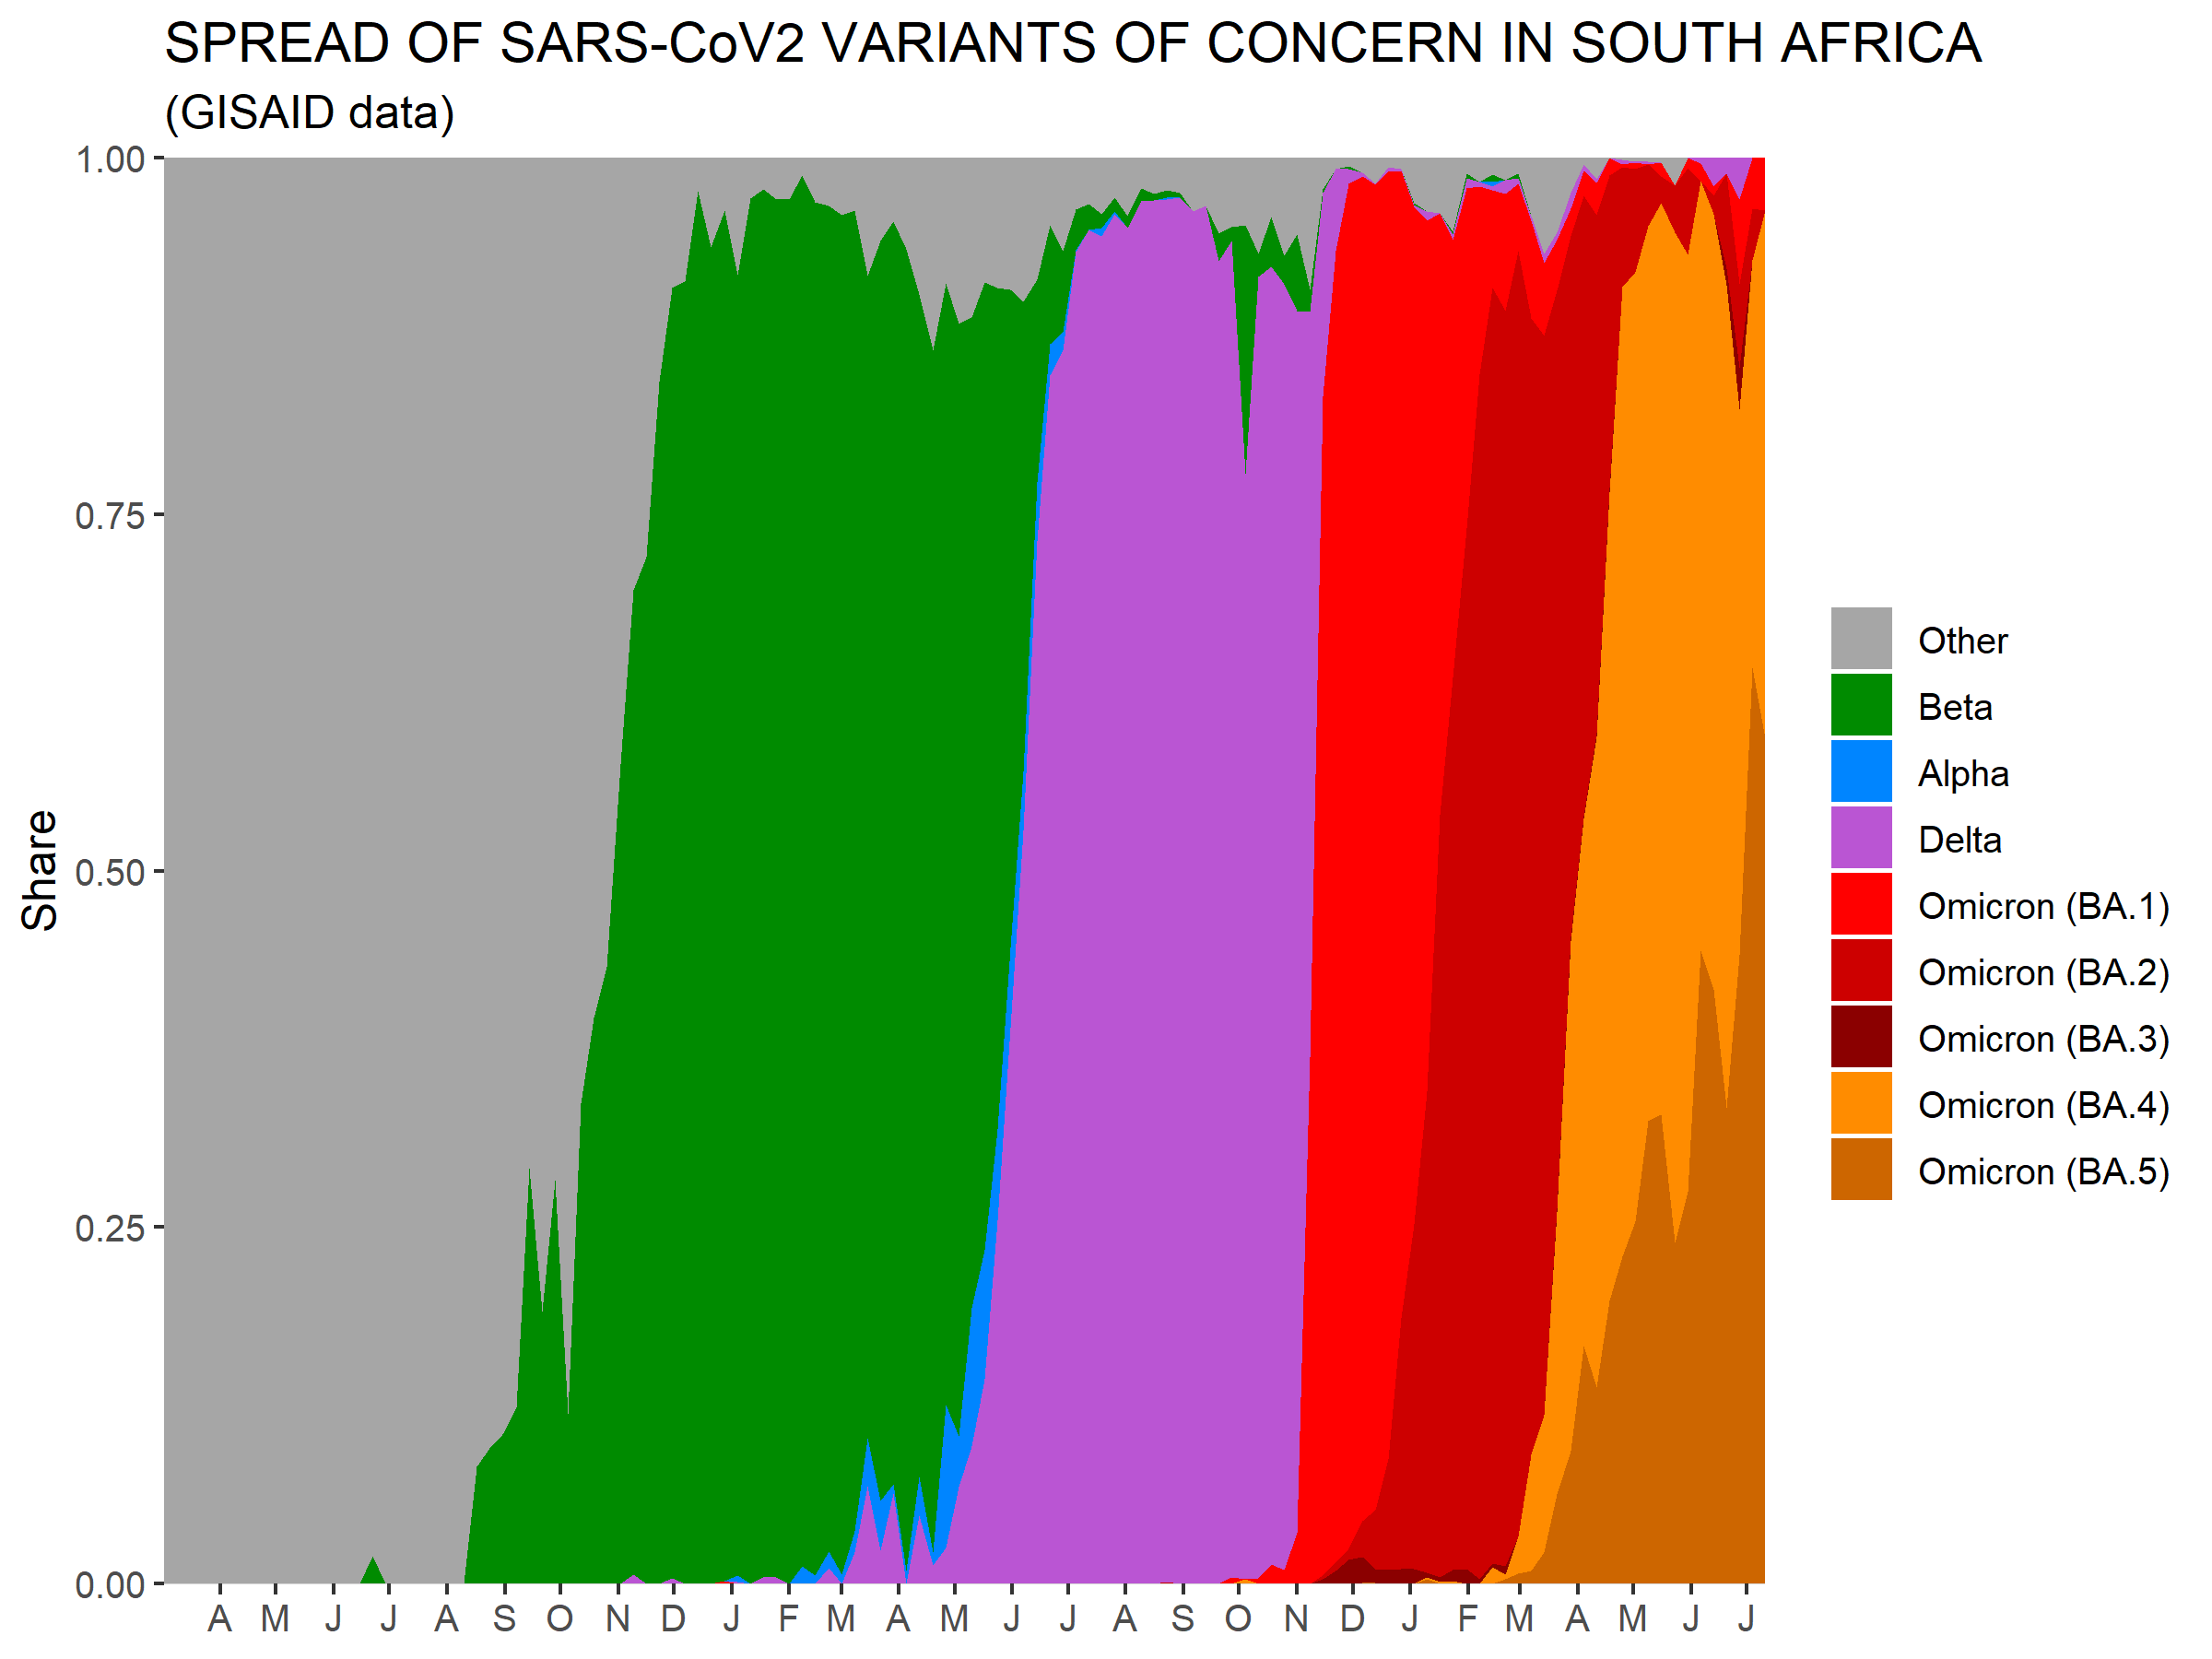 SPREAD OF SARS-CoV2 VARIANTS OF CONCERN IN SOUTH AFRICA
(GISAID data)
1.00
0.75
0.50
0.25
0.00
Share
A M J J A S O N D J F M A M J J A S O N D J F M A M J J
Other
Beta
Alpha
Delta
Omicron (BA.1)
Omicron (BA.2)
Omicron (BA.3)
Omicron (BA.4)
Omicron (BA.5)